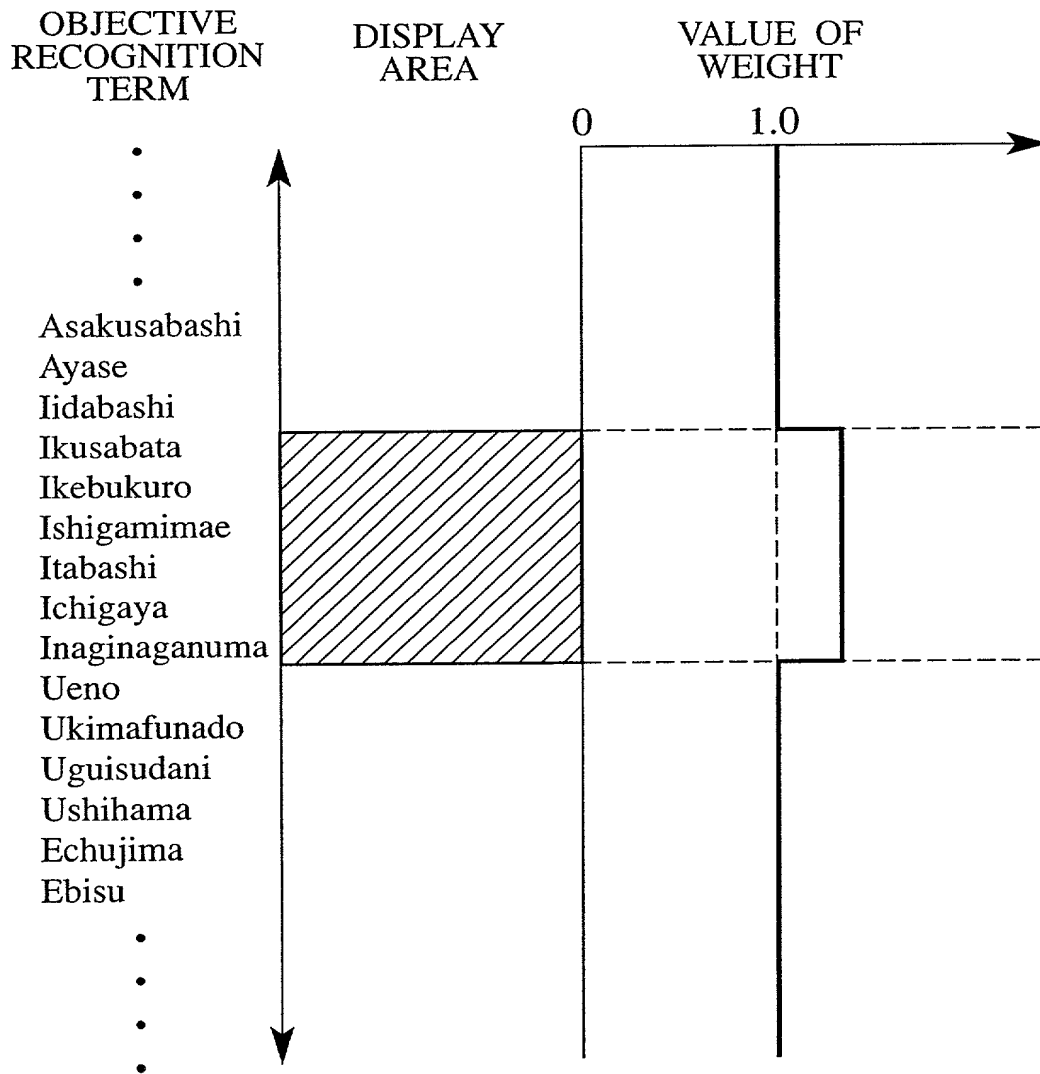 OBJECTIVE
RECOGNITION
TERM
DISPLAY
AREA
VALUE OF
WEIGHT
0
1.0
Asakusabashi
Ayase
Iidabashi
Ikusabata
Ikebukuro
Ishigamimae
Itabashi
Ichigaya
Inaginaganuma
Ueno
Ukimafunado
Uguisudani
Ushihama
Echujima
Ebisu